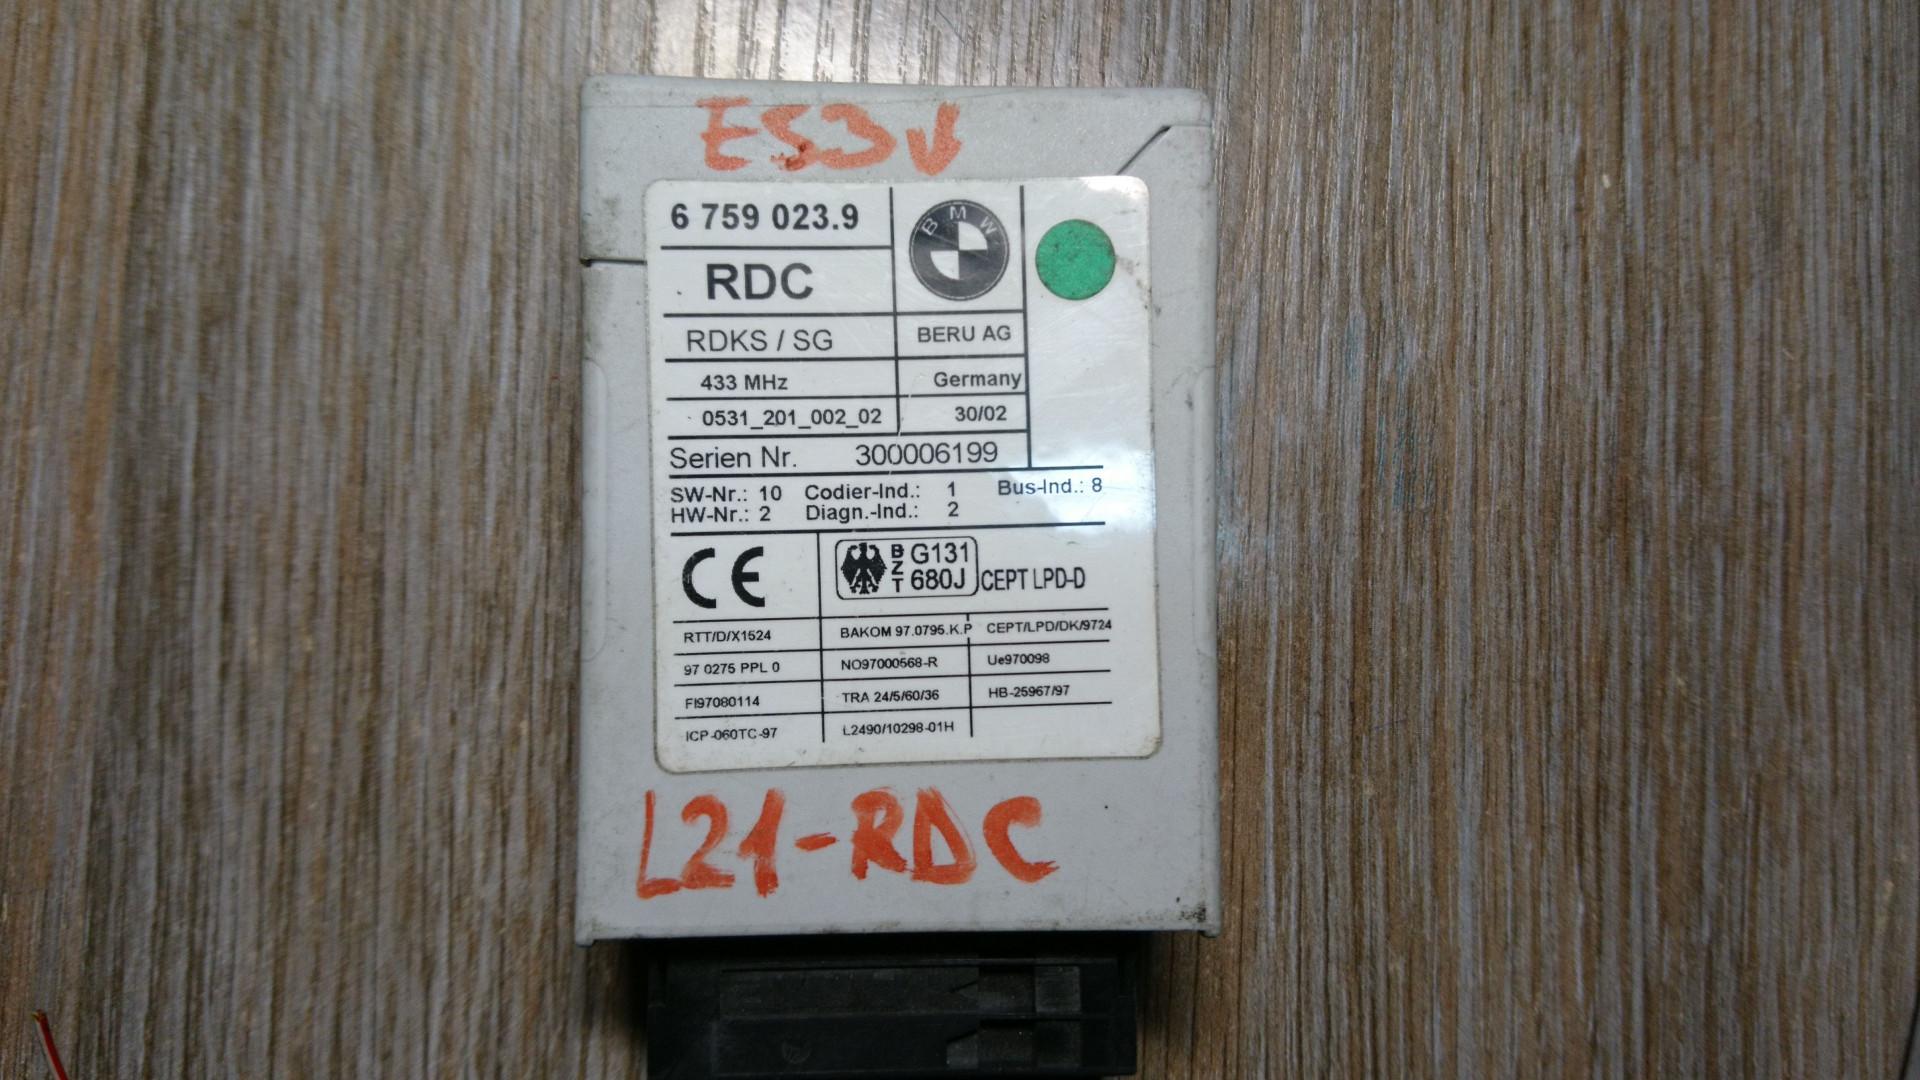 E53 V
6 759 023.9
BMW
RDC
RDKS / SG
BERU AG
433 MHz
Germany
0531_201_002_02
30/02
Serien Nr. 300006199
SW-Nr.: 10 Codier-Ind.: 1 Bus-Ind.: 8
HW-Nr.: 2 Diagn.-Ind.: 2
CE
BZT G131 680J CEPT LPD-D
RTT/D/X1524 BAKOM 97.0795.K.P CEPT/LPD/DK/9724
97 0275 PPL 0 NO97000568-R Ue970098
FI97080114 TRA 24/5/60/36 HB-25967/97
ICP-060TC-97 L2490/10298-01H
L21-RDC